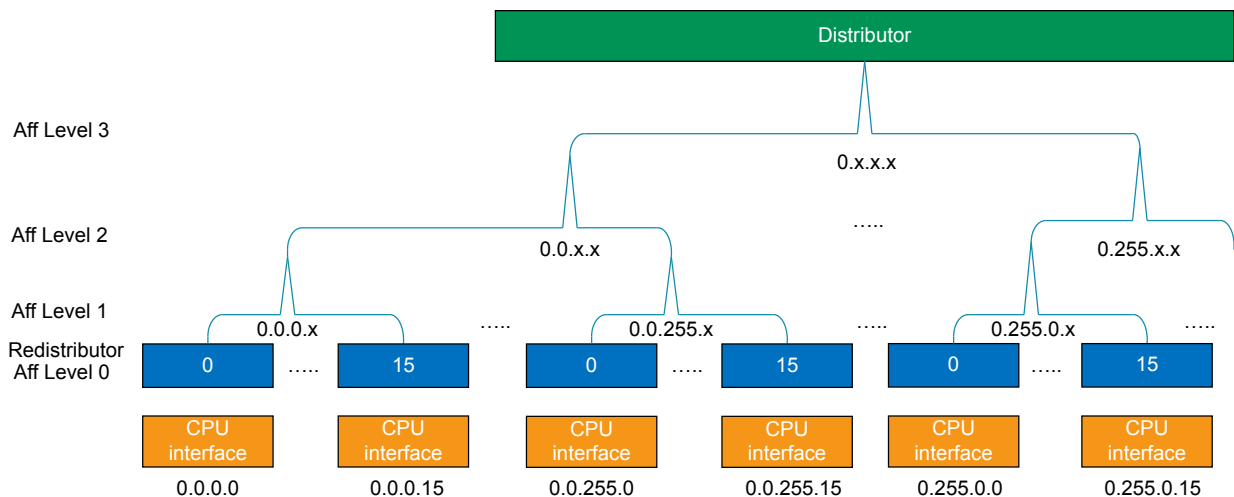 Distributor
Aff Level 3
0.x.x.x
Aff Level 2
0.0.x.x
.....
0.255.x.x
Aff Level 1
0.0.0.x
.....
0.0.255.x
.....
0.255.0.x
.....
Redistributor
Aff Level 0
0
.....
15
0
.....
15
0
.....
15
CPU
interface
CPU
interface
CPU
interface
CPU
interface
CPU
interface
CPU
interface
0.0.0.0
0.0.0.15
0.0.255.0
0.0.255.15
0.255.0.0
0.255.0.15